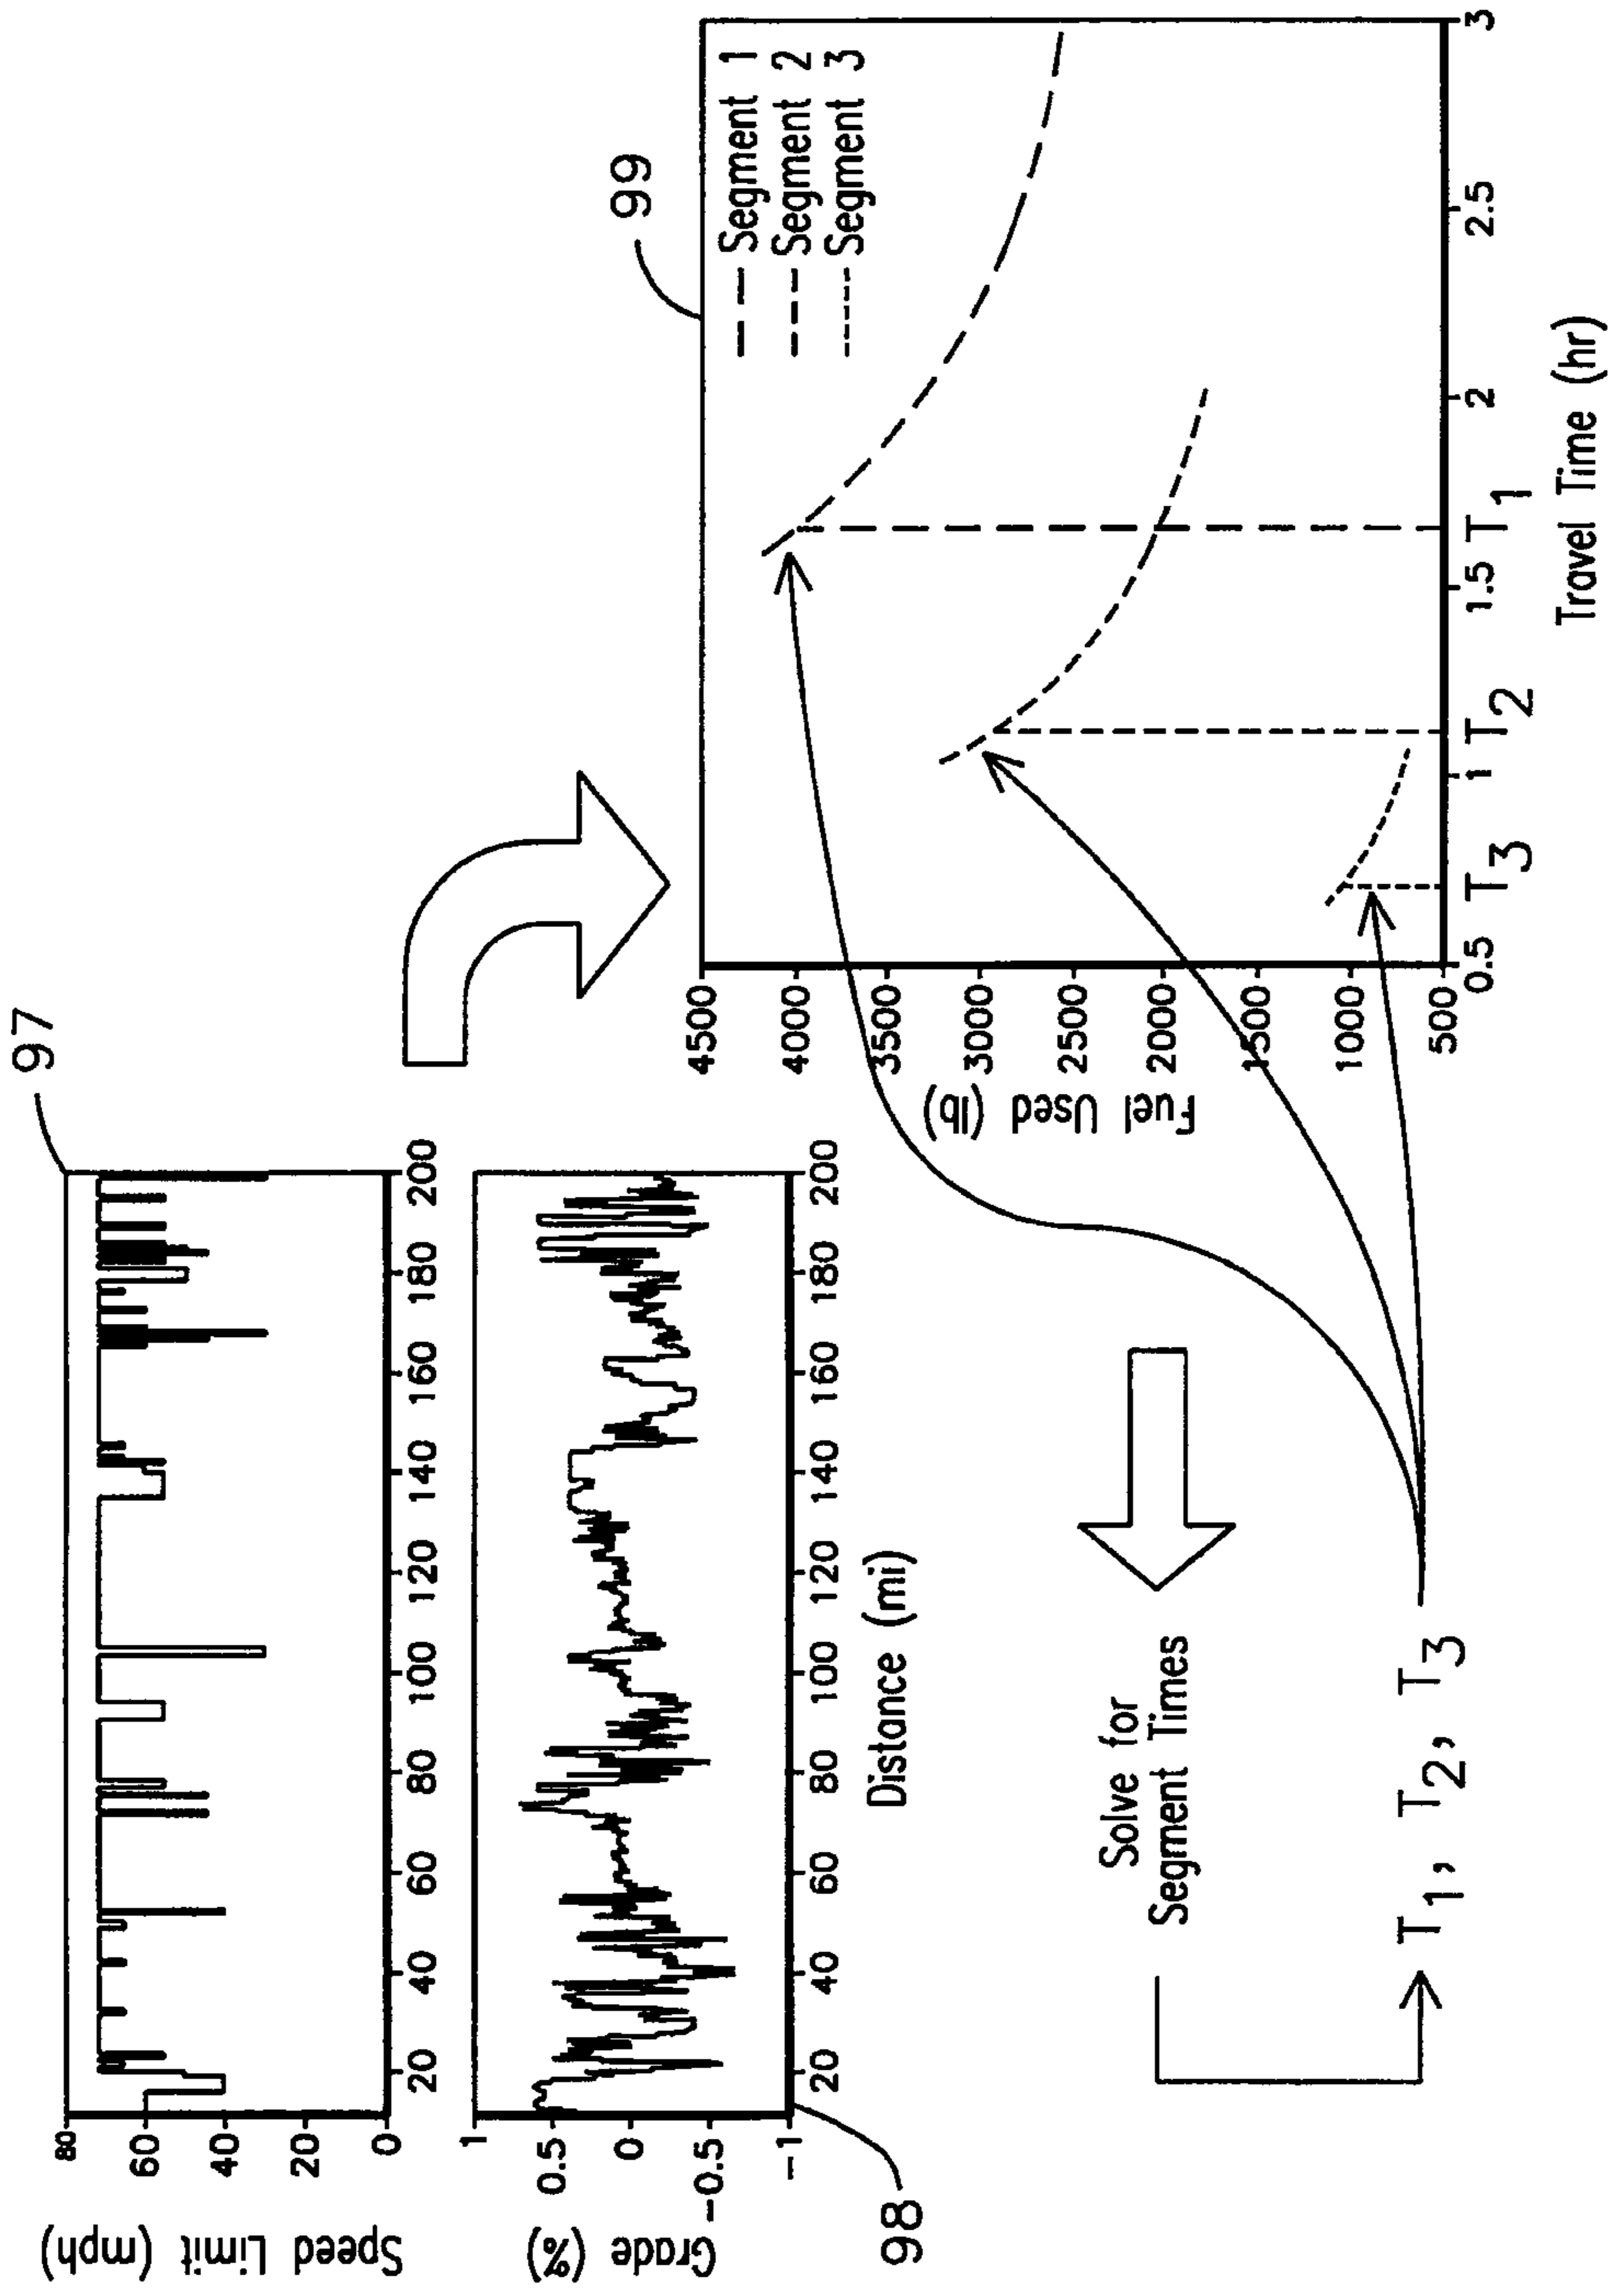 97
Speed Limit (mph)
80
60
40
20
0
20 40 60 80 100 120 140 160 180 200
Grade (%)
1
0.5
0
-0.5
-1
20 40 60 80 100 120 140 160 180 200
Distance (mi)
98
99
Fuel Used (lb)
4500
4000
3500
3000
2500
2000
1500
1000
500
Segment 1
Segment 2
Segment 3
0.5 T3 1 T2 1.5 T1 2 2.5 3
Travel Time (hr)
Solve for
Segment Times
T1, T2, T3